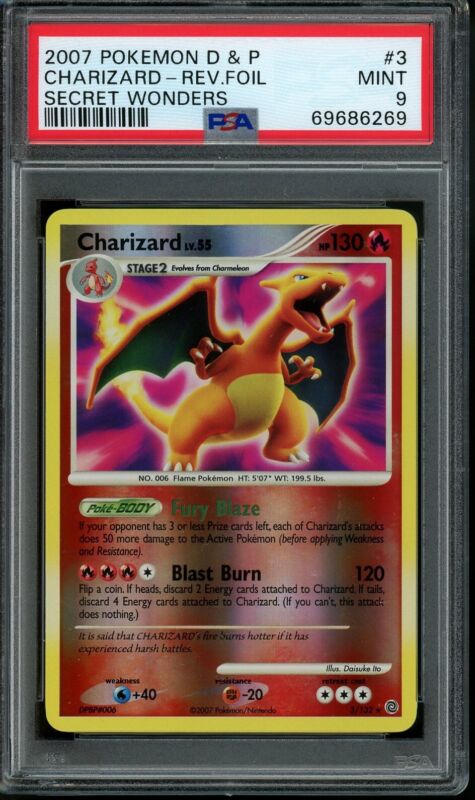 2007 POKEMON D & P #3
CHARIZARD – REV.FOIL MINT
SECRET WONDERS 9
PSA 69686269
Charizard LV.55 HP 130
STAGE2 Evolves from Charmeleon
NO. 006 Flame Pokémon HT: 5'07" WT: 199.5 lbs.
Poké-BODY Fury Blaze
If your opponent has 3 or less Prize cards left, each of Charizard's attacks
does 50 more damage to the Active Pokémon (before applying Weakness
and Resistance).
Blast Burn 120
Flip a coin. If heads, discard 2 Energy cards attached to Charizard. If tails,
discard 4 Energy cards attached to Charizard. (If you can't, this attack
does nothing.)
It is said that CHARIZARD's fire burns hotter if it has
experienced harsh battles.
Illus. Daisuke Ito
weakness resistance retreat cost
+40 -20
DPBP#006 ©2007 Pokémon/Nintendo 3/132 ★
PSA